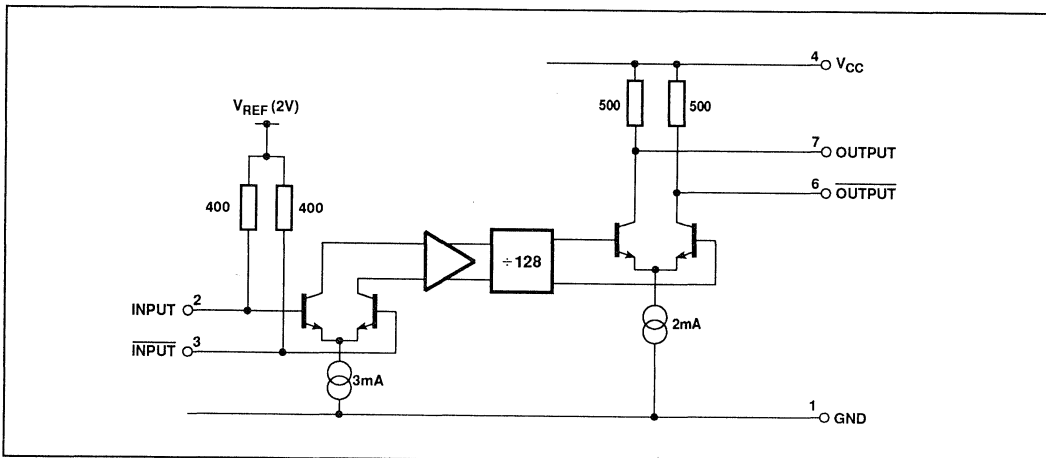 4
V_CC
500
500
V_REF (2V)
7
OUTPUT
6
OUTPUT
400
400
÷128
INPUT
2
INPUT
3
2mA
3mA
1
GND